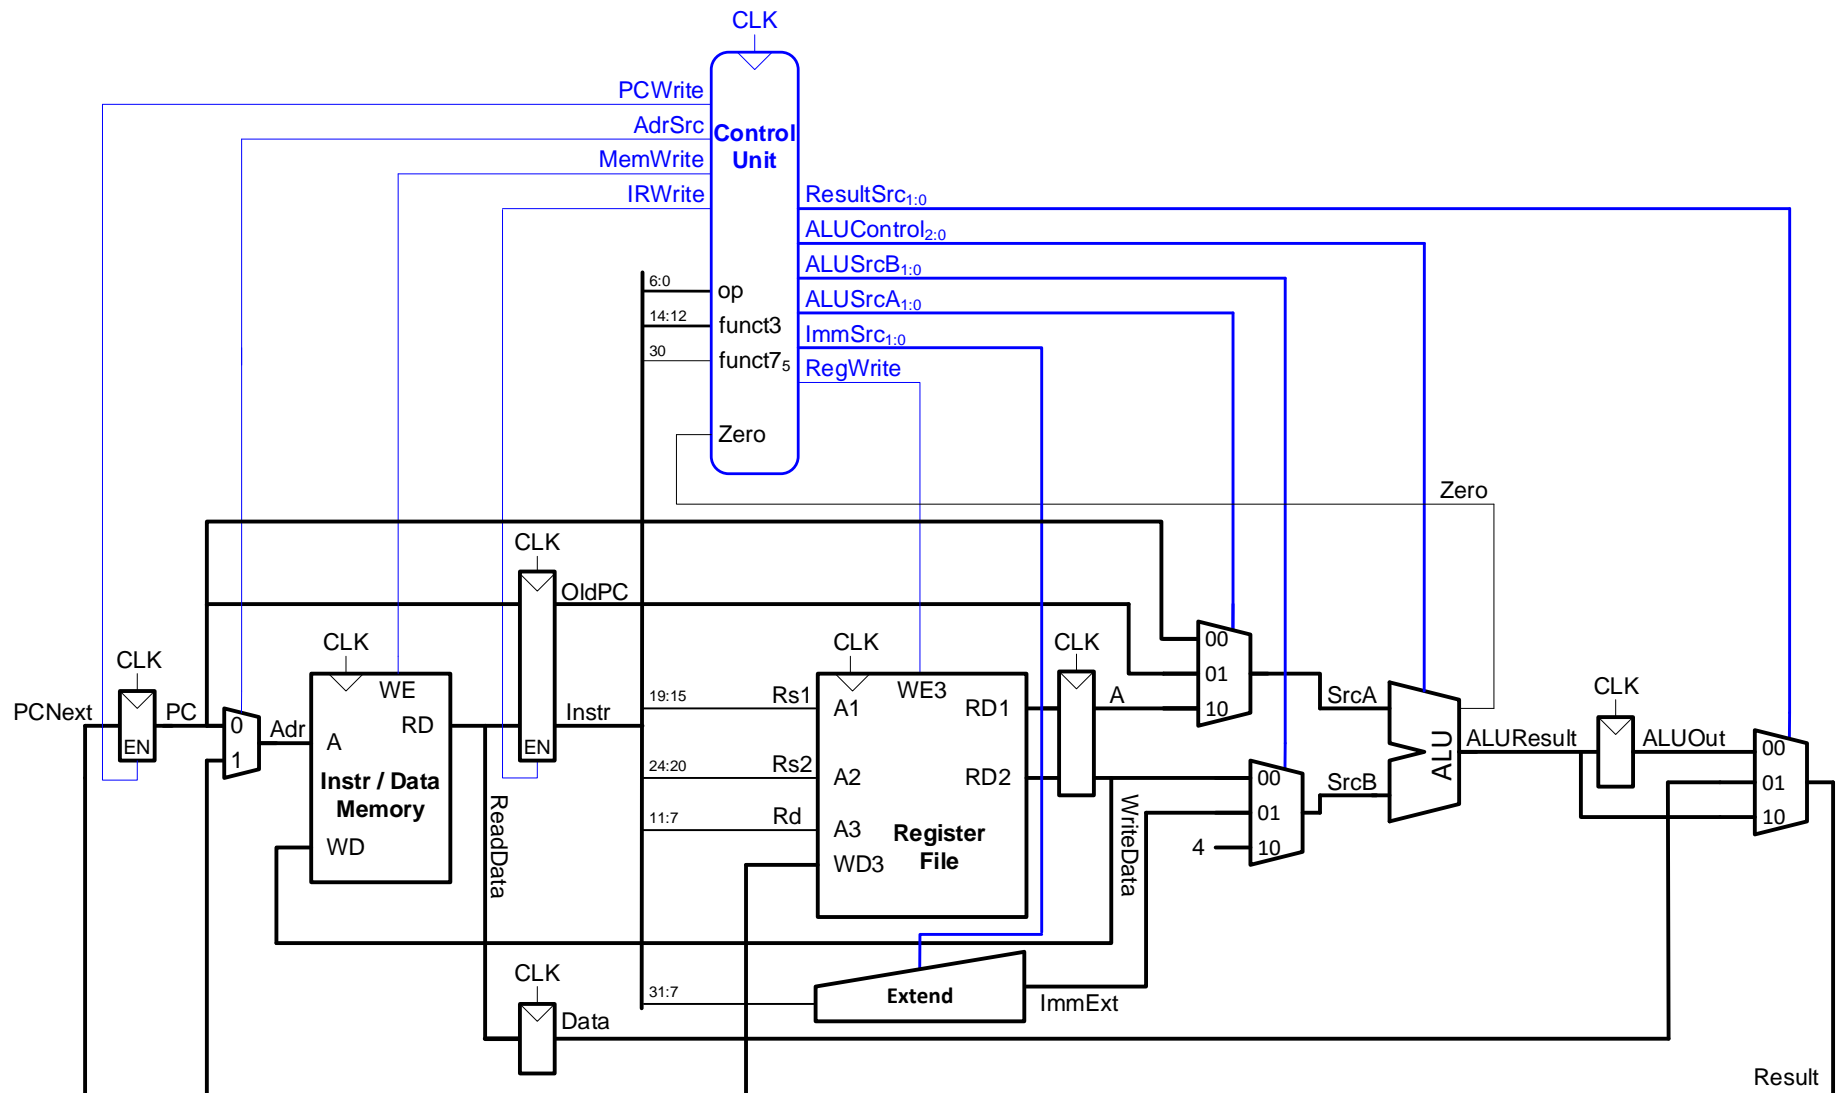 CLK
PCWrite
AdrSrc
MemWrite
IRWrite
Control
Unit
ResultSrc1:0
ALUControl2:0
ALUSrcB1:0
ALUSrcA1:0
ImmSrc1:0
RegWrite
6:0
op
14:12
funct3
30
funct75
Zero
Zero
CLK
OldPC
CLK
PCNext
PC
EN
0
1
Adr
CLK
WE
RD
A
Instr / Data
Memory
WD
EN
Instr
ReadData
19:15
Rs1
24:20
Rs2
11:7
Rd
CLK
WE3
A1
RD1
A2
RD2
A3
WD3
Register
File
CLK
A
WriteData
00
01
10
SrcA
00
01
4
10
SrcB
ALU
ALUResult
CLK
ALUOut
00
01
10
31:7
Extend
ImmExt
CLK
Data
Result